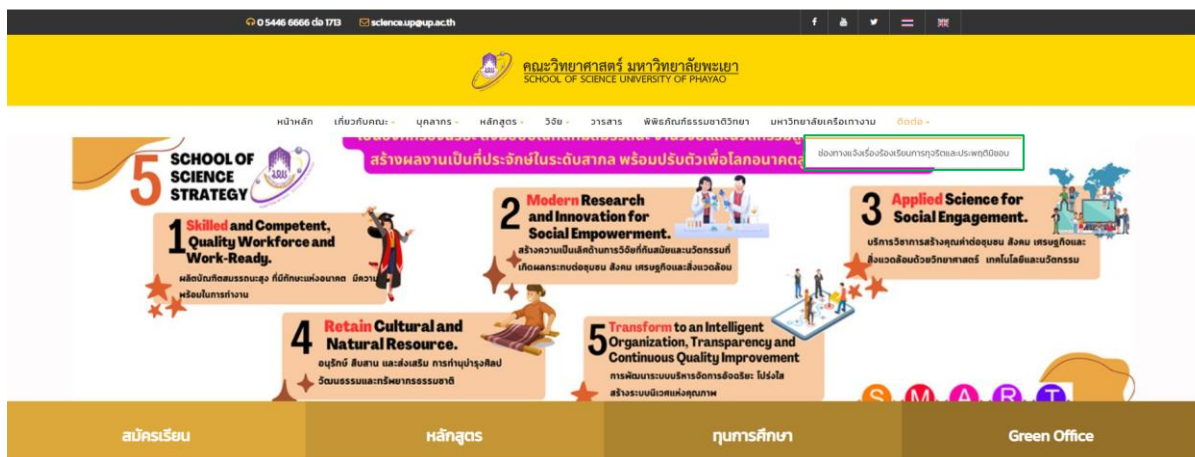 0 5446 6666 ต่อ 1713
science.up@up.ac.th
คณะวิทยาศาสตร์ มหาวิทยาลัยพะเยา
SCHOOL OF SCIENCE UNIVERSITY OF PHAYAO
หน้าหลัก เกี่ยวกับคณะ บุคลากร หลักสูตร วิจัย วารสาร พิพิธภัณฑ์ธรรมชาติวิทยา มหาวิทยาลัยเครือเทางาม ติดต่อ
ช่องทางแจ้งเรื่องร้องเรียนการทุจริตและประพฤติมิชอบ
สร้างผลงานเป็นที่ประจักษ์ในระดับสากล พร้อมปรับตัวเพื่อโลกอนาคต
5 SCHOOL OF
SCIENCE
STRATEGY
1 Skilled and Competent,
Quality Workforce and
Work-Ready.
ผลิตบัณฑิตสมรรถนะสูง ที่มีทักษะแห่งอนาคต มีความ
พร้อมในการทำงาน
2 Modern Research
and Innovation for
Social Empowerment.
สร้างความเป็นเลิศด้านการวิจัยที่ทันสมัยและนวัตกรรมที่
เกิดผลกระทบต่อชุมชน สังคม เศรษฐกิจและสิ่งแวดล้อม
3 Applied Science for
Social Engagement.
บริการวิชาการสร้างคุณค่าต่อชุมชน สังคม เศรษฐกิจและ
สิ่งแวดล้อมด้วยวิทยาศาสตร์ เทคโนโลยีและนวัตกรรม
4 Retain Cultural and
Natural Resource.
อนุรักษ์ สืบสาน และส่งเสริม การทำนุบำรุงศิลป
วัฒนธรรมและทรัพยากรธรรมชาติ
5 Transform to an Intelligent
Organization, Transparency and
Continuous Quality Improvement
การพัฒนาระบบบริหารจัดการอัจฉริยะ โปร่งใส
สร้างระบบนิเวศแห่งคุณภาพ
S M A R T
สมัครเรียน
หลักสูตร
ทุนการศึกษา
Green Office